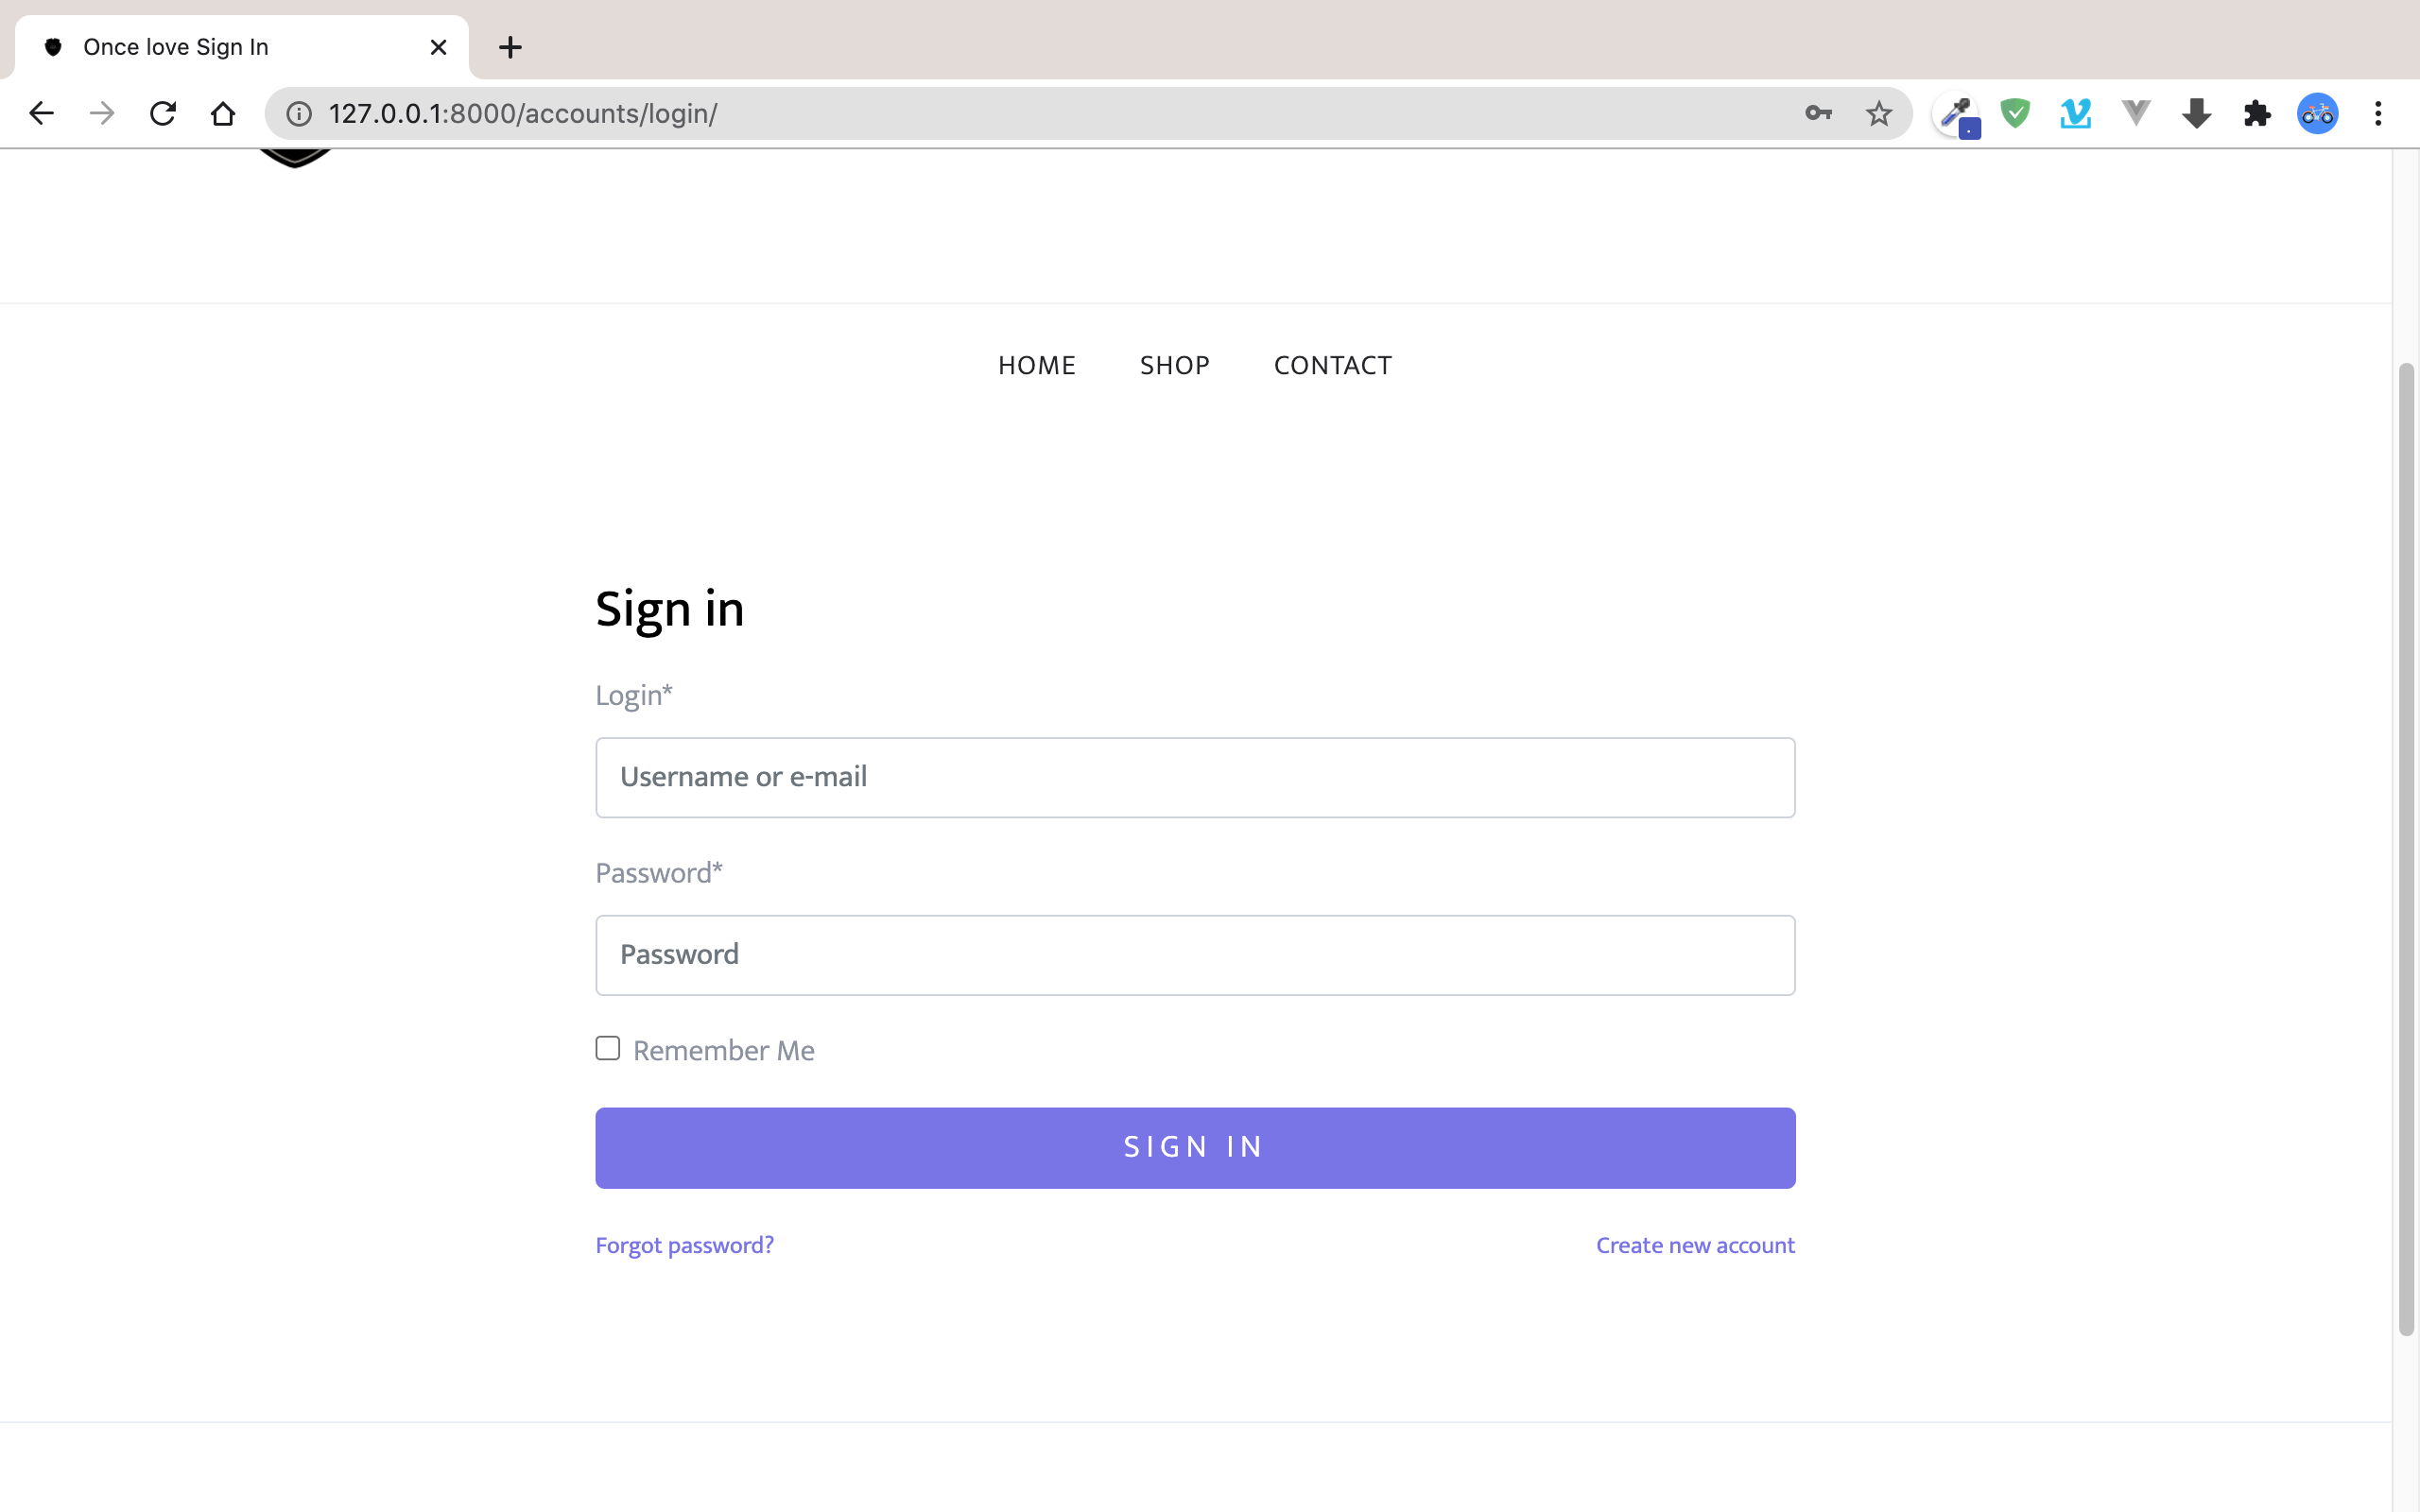 Once love Sign In
127.0.0.1:8000/accounts/login/
HOME SHOP CONTACT
Sign in
Login*
Username or e-mail
Password*
Password
Remember Me
SIGN IN
Forgot password? Create new account